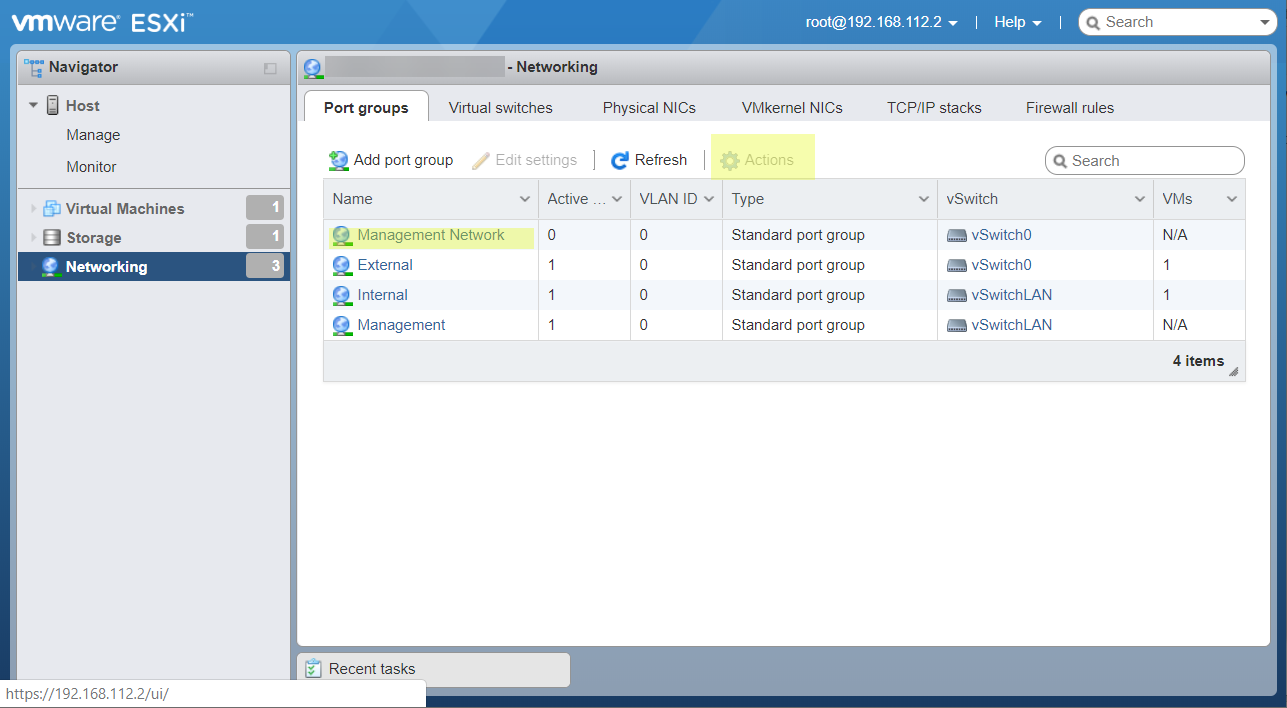 vmware® ESXi™
root@192.168.112.2 | Help | Search
Navigator
Host
Manage
Monitor
Virtual Machines 1
Storage 1
Networking 3
- Networking
Port groups Virtual switches Physical NICs VMkernel NICs TCP/IP stacks Firewall rules
Add port group Edit settings | Refresh | Actions Search
Name Active ... VLAN ID Type vSwitch VMs
Management Network 0 0 Standard port group vSwitch0 N/A
External 1 0 Standard port group vSwitch0 1
Internal 1 0 Standard port group vSwitchLAN 1
Management 1 0 Standard port group vSwitchLAN N/A
4 items
Recent tasks
https://192.168.112.2/ui/